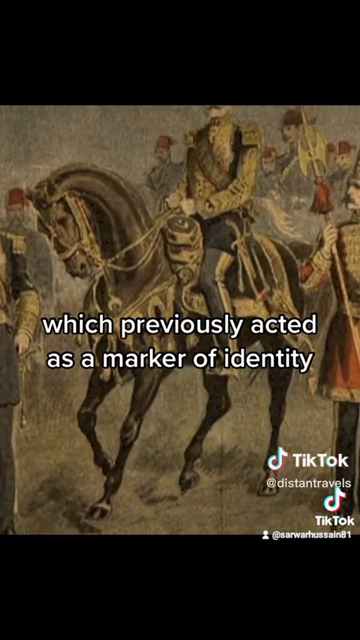 which previously acted
as a marker of identity
TikTok
@distantravels
TikTok
@sarwarhussain81